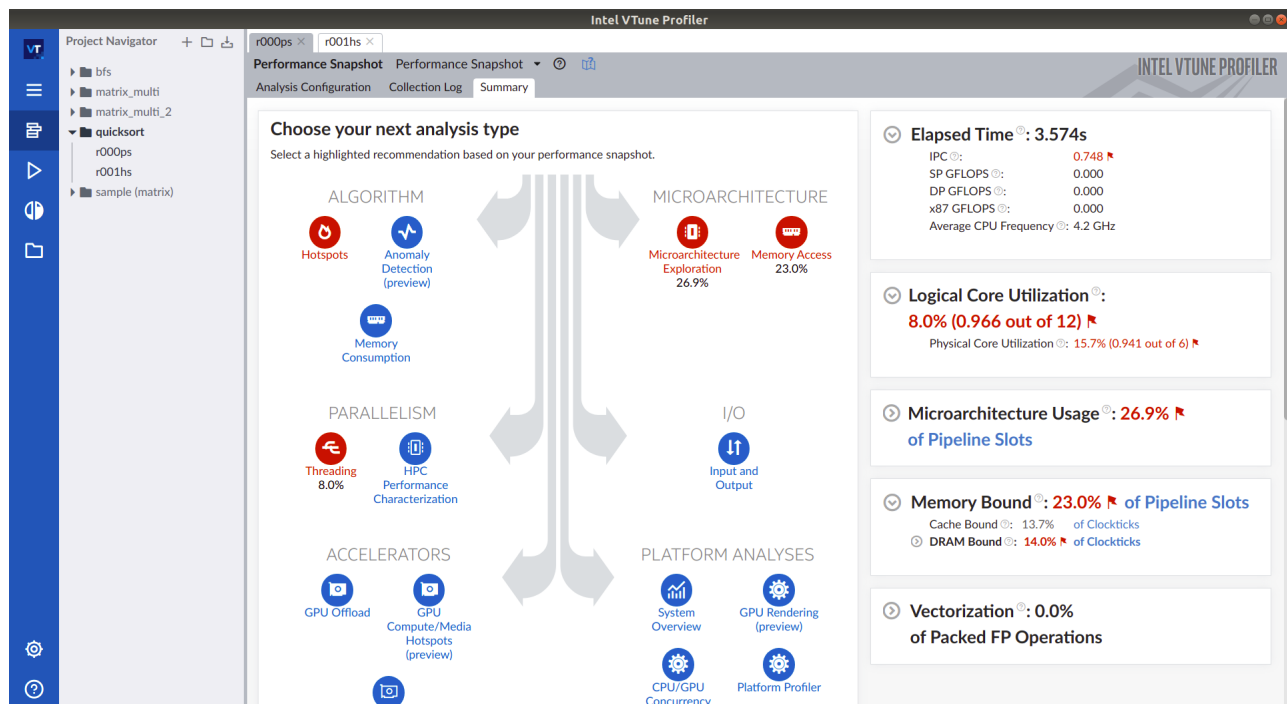 Intel VTune Profiler
VT
Project Navigator
bfs
matrix_multi
matrix_multi_2
quicksort
r000ps
r001hs
sample (matrix)
r000ps
r001hs
Performance Snapshot Performance Snapshot
INTEL VTUNE PROFILER
Analysis Configuration Collection Log Summary
Choose your next analysis type
Select a highlighted recommendation based on your performance snapshot.
ALGORITHM
Hotspots
Anomaly
Detection
(preview)
Memory
Consumption
MICROARCHITECTURE
Microarchitecture
Exploration
26.9%
Memory Access
23.0%
PARALLELISM
Threading
8.0%
HPC
Performance
Characterization
I/O
Input and
Output
ACCELERATORS
GPU Offload
GPU
Compute/Media
Hotspots
(preview)
PLATFORM ANALYSES
System
Overview
GPU Rendering
(preview)
CPU/GPU
Concurrency
Platform Profiler
Elapsed Time: 3.574s
IPC: 0.748
SP GFLOPS: 0.000
DP GFLOPS: 0.000
x87 GFLOPS: 0.000
Average CPU Frequency: 4.2 GHz
Logical Core Utilization:
8.0% (0.966 out of 12)
Physical Core Utilization: 15.7% (0.941 out of 6)
Microarchitecture Usage: 26.9%
of Pipeline Slots
Memory Bound: 23.0% of Pipeline Slots
Cache Bound: 13.7% of Clockticks
DRAM Bound: 14.0% of Clockticks
Vectorization: 0.0%
of Packed FP Operations